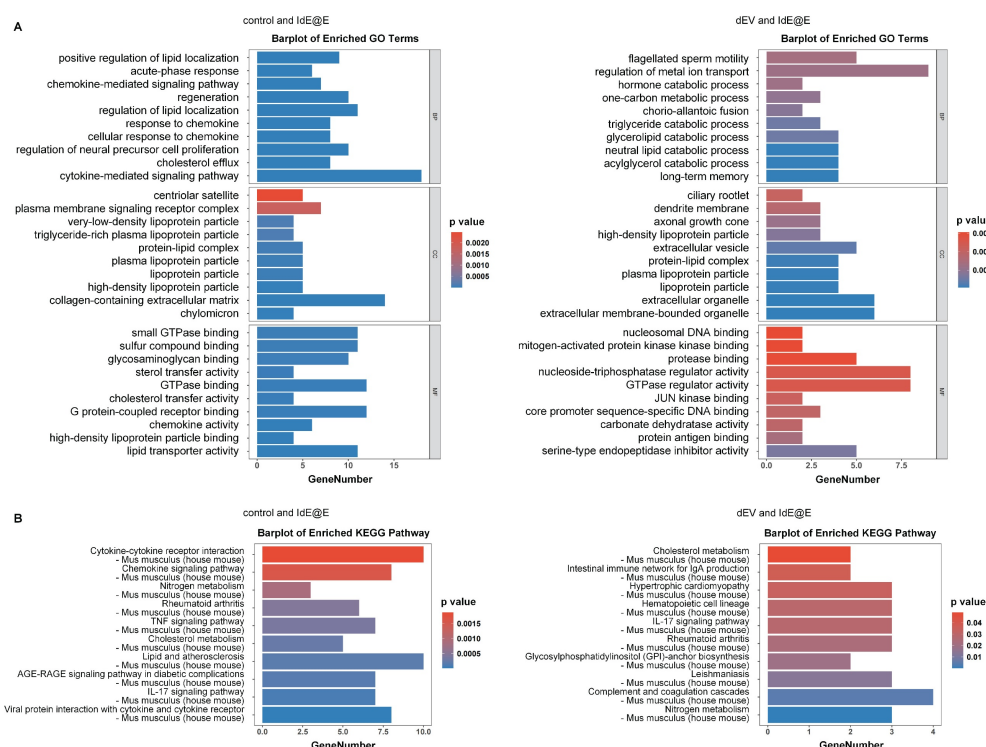 A
control and IdE@E
Barplot of Enriched GO Terms
positive regulation of lipid localization
acute-phase response
chemokine-mediated signaling pathway
regeneration
regulation of lipid localization
response to chemokine
cellular response to chemokine
regulation of neural precursor cell proliferation
cholesterol efflux
cytokine-mediated signaling pathway
BP
centriolar satellite
plasma membrane signaling receptor complex
very-low-density lipoprotein particle
triglyceride-rich plasma lipoprotein particle
protein-lipid complex
plasma lipoprotein particle
lipoprotein particle
high-density lipoprotein particle
collagen-containing extracellular matrix
chylomicron
CC
small GTPase binding
sulfur compound binding
glycosaminoglycan binding
sterol transfer activity
GTPase binding
cholesterol transfer activity
G protein-coupled receptor binding
chemokine activity
high-density lipoprotein particle binding
lipid transporter activity
MF
0 5 10 15
GeneNumber
p value
0.0020
0.0015
0.0010
0.0005
dEV and IdE@E
Barplot of Enriched GO Terms
flagellated sperm motility
regulation of metal ion transport
hormone catabolic process
one-carbon metabolic process
chorio-allantoic fusion
triglyceride catabolic process
glycerolipid catabolic process
neutral lipid catabolic process
acylglycerol catabolic process
long-term memory
BP
ciliary rootlet
dendrite membrane
axonal growth cone
high-density lipoprotein particle
extracellular vesicle
protein-lipid complex
plasma lipoprotein particle
lipoprotein particle
extracellular organelle
extracellular membrane-bounded organelle
CC
nucleosomal DNA binding
mitogen-activated protein kinase kinase binding
protease binding
nucleoside-triphosphatase regulator activity
GTPase regulator activity
JUN kinase binding
core promoter sequence-specific DNA binding
carbonate dehydratase activity
protein antigen binding
serine-type endopeptidase inhibitor activity
MF
0.0 2.5 5.0 7.5
GeneNumber
p valu
0.00
0.00
0.00
B
control and IdE@E
Barplot of Enriched KEGG Pathway
Cytokine-cytokine receptor interaction
- Mus musculus (house mouse)
Chemokine signaling pathway
- Mus musculus (house mouse)
Nitrogen metabolism
- Mus musculus (house mouse)
Rheumatoid arthritis
- Mus musculus (house mouse)
TNF signaling pathway
- Mus musculus (house mouse)
Cholesterol metabolism
- Mus musculus (house mouse)
Lipid and atherosclerosis
- Mus musculus (house mouse)
AGE-RAGE signaling pathway in diabetic complications
- Mus musculus (house mouse)
IL-17 signaling pathway
- Mus musculus (house mouse)
Viral protein interaction with cytokine and cytokine receptor
- Mus musculus (house mouse)
0.0 2.5 5.0 7.5 10.0
GeneNumber
p value
0.0015
0.0010
0.0005
dEV and IdE@E
Barplot of Enriched KEGG Pathway
Cholesterol metabolism
- Mus musculus (house mouse)
Intestinal immune network for IgA production
- Mus musculus (house mouse)
Hypertrophic cardiomyopathy
- Mus musculus (house mouse)
Hematopoietic cell lineage
- Mus musculus (house mouse)
IL-17 signaling pathway
- Mus musculus (house mouse)
Rheumatoid arthritis
- Mus musculus (house mouse)
Glycosylphosphatidylinositol (GPI)-anchor biosynthesis
- Mus musculus (house mouse)
Leishmaniasis
- Mus musculus (house mouse)
Complement and coagulation cascades
- Mus musculus (house mouse)
Nitrogen metabolism
- Mus musculus (house mouse)
0 1 2 3 4
GeneNumber
p value
0.04
0.03
0.02
0.01